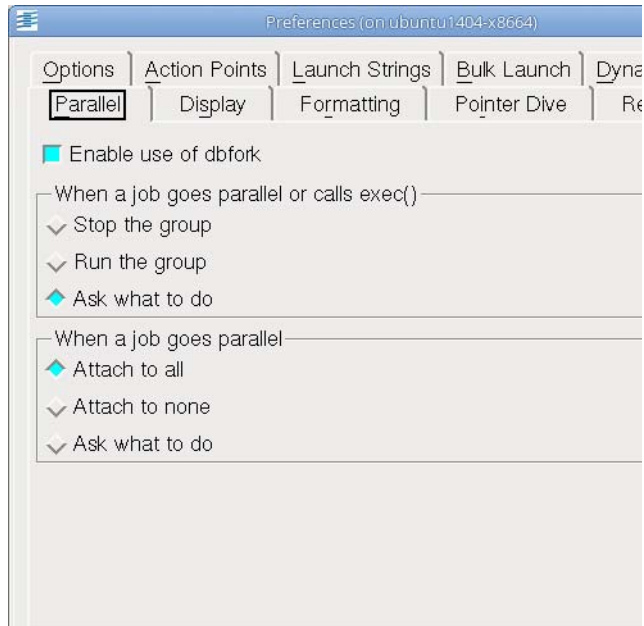 Preferences (on ubuntu1404-x8664)
Options Action Points Launch Strings Bulk Launch Dyna
Parallel Display Formatting Pointer Dive Re
Enable use of dbfork
When a job goes parallel or calls exec()
Stop the group
Run the group
Ask what to do
When a job goes parallel
Attach to all
Attach to none
Ask what to do